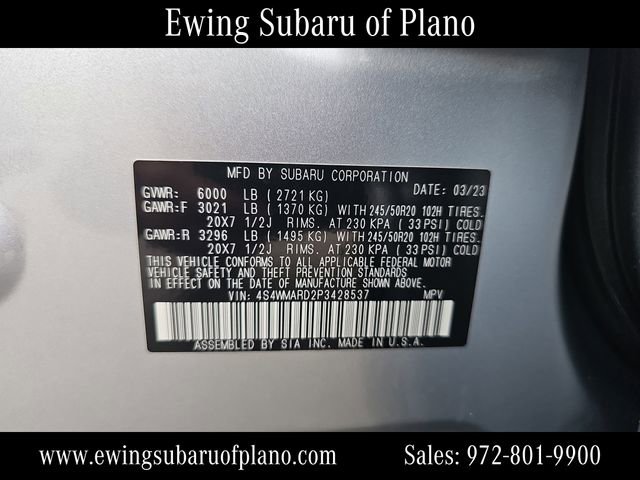 Ewing Subaru of Plano
MFD BY SUBARU CORPORATION
DATE: 03/23
GVWR: 6000 LB ( 2721 KG)
GAWR:F 3021 LB ( 1370 KG) WITH 245/50R20 102H TIRES.
20X7 1/2J RIMS. AT 230 KPA ( 33 PSI) COLD
GAWR:R 3296 LB ( 1495 KG) WITH 245/50R20 102H TIRES.
20X7 1/2J RIMS. AT 230 KPA ( 33 PSI) COLD
THIS VEHICLE CONFORMS TO ALL APPLICABLE FEDERAL MOTOR
VEHICLE SAFETY AND THEFT PREVENTION STANDARDS
IN EFFECT ON THE DATE OF MANUFACTURE SHOWN ABOVE.
VIN: 4S4WMARD2P3428537 MPV
ASSEMBLED BY SIA INC. MADE IN U.S.A.
www.ewingsubaruofplano.com Sales: 972-801-9900